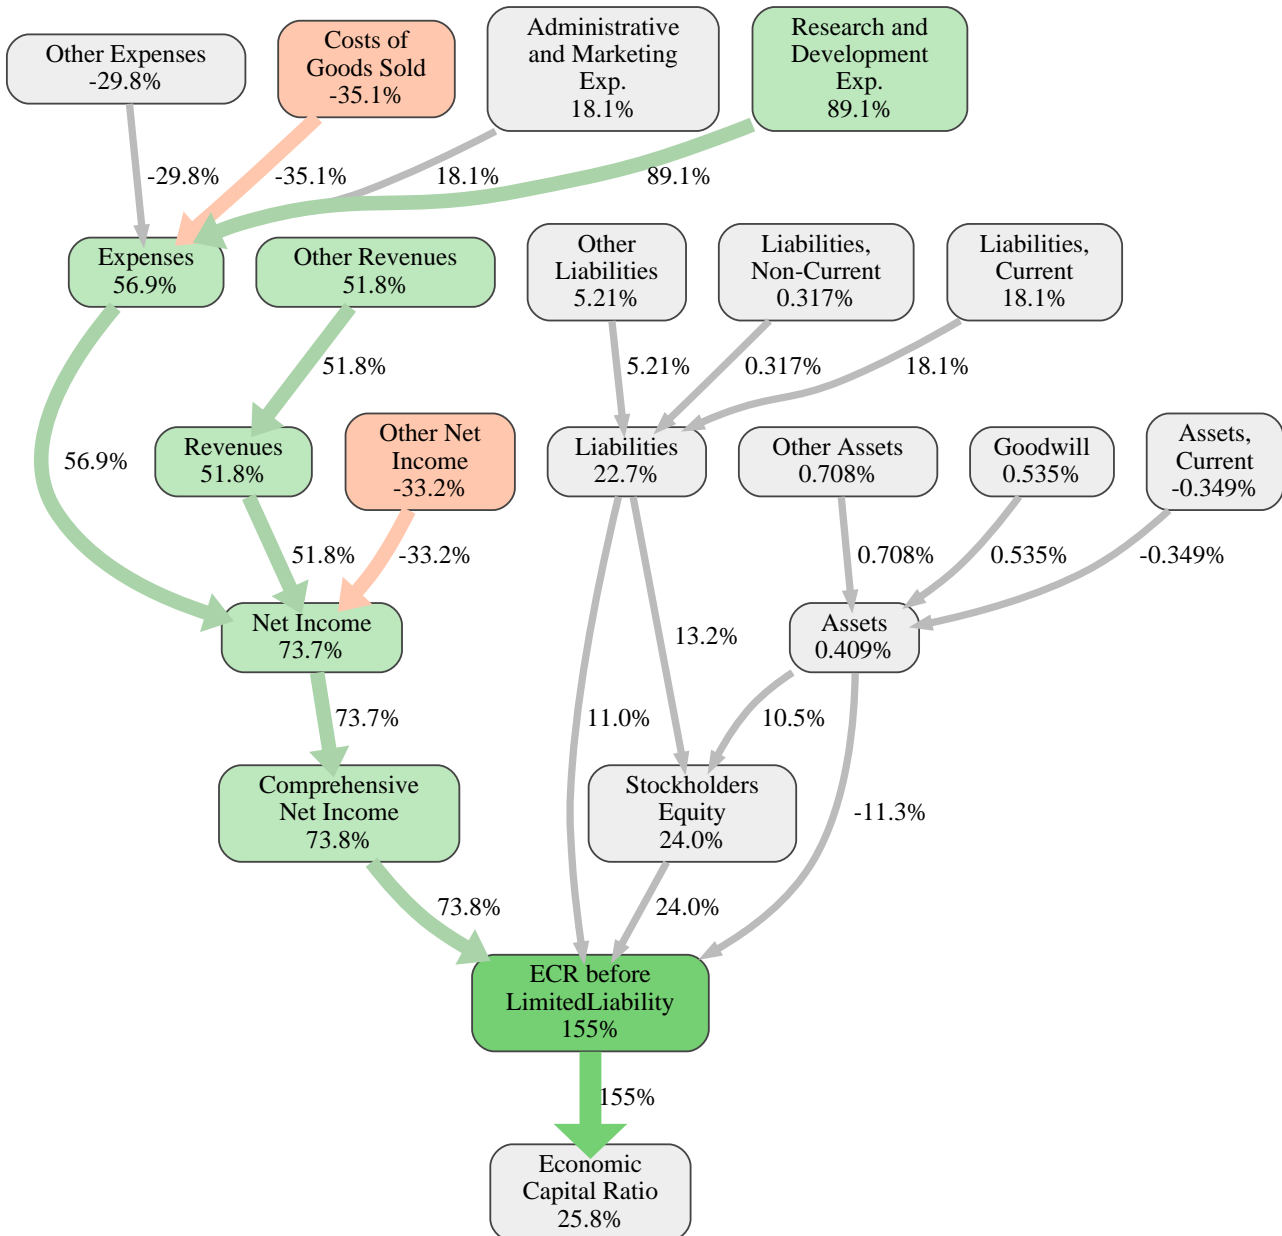 Other Expenses
-29.8%
Costs of
Goods Sold
-35.1%
Administrative
and Marketing
Exp.
18.1%
Research and
Development
Exp.
89.1%
-29.8%
-35.1%
18.1%
89.1%
Expenses
56.9%
Other Revenues
51.8%
Other
Liabilities
5.21%
Liabilities,
Non-Current
0.317%
Liabilities,
Current
18.1%
51.8%
5.21%
0.317%
18.1%
56.9%
Revenues
51.8%
Other Net
Income
-33.2%
Liabilities
22.7%
Other Assets
0.708%
Goodwill
0.535%
Assets,
Current
-0.349%
51.8%
-33.2%
0.708%
0.535%
-0.349%
Net Income
73.7%
13.2%
Assets
0.409%
73.7%
11.0%
10.5%
Comprehensive
Net Income
73.8%
Stockholders
Equity
24.0%
-11.3%
73.8%
24.0%
ECR before
LimitedLiability
155%
155%
Economic
Capital Ratio
25.8%